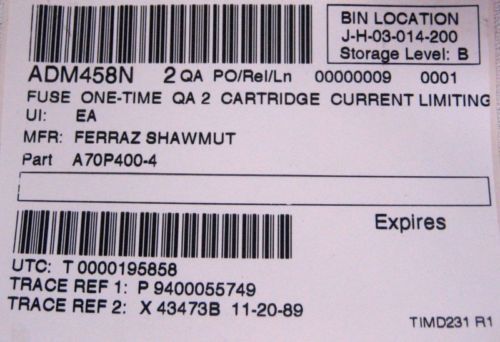 BIN LOCATION
J-H-03-014-200
Storage Level: B
ADM458N 2 QA PO/Rel/Ln 00000009 0001
FUSE ONE-TIME QA 2 CARTRIDGE CURRENT LIMITING
UI: EA
MFR: FERRAZ SHAWMUT
Part A70P400-4
Expires
UTC: T 0000195858
TRACE REF 1: P 9400055749
TRACE REF 2: X 43473B 11-20-89
TIMD231 R1